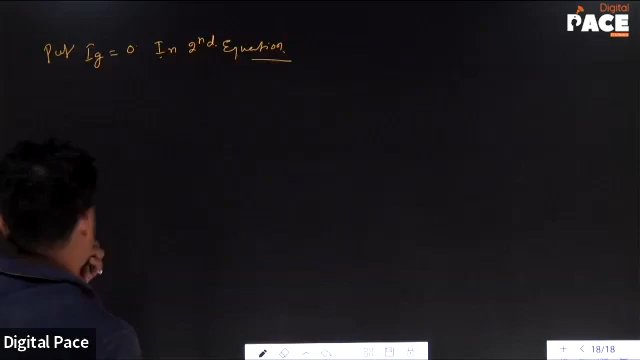 Digital
PACE
Put Ig = 0 In 2nd Equation.
Digital Pace
18/18